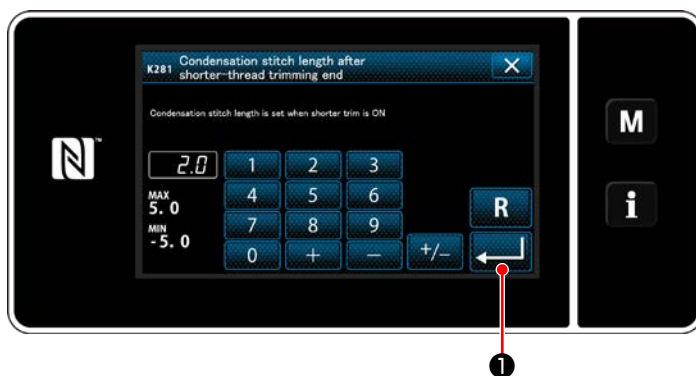 K281 Condensation stitch length after
shorter-thread trimming end
Condensation stitch length is set when shorter trim is ON
2.0 1 2 3
MAX
5. 0 4 5 6 R
MIN
- 5. 0 7 8 9
0 + − +/−
M
i
N
❶